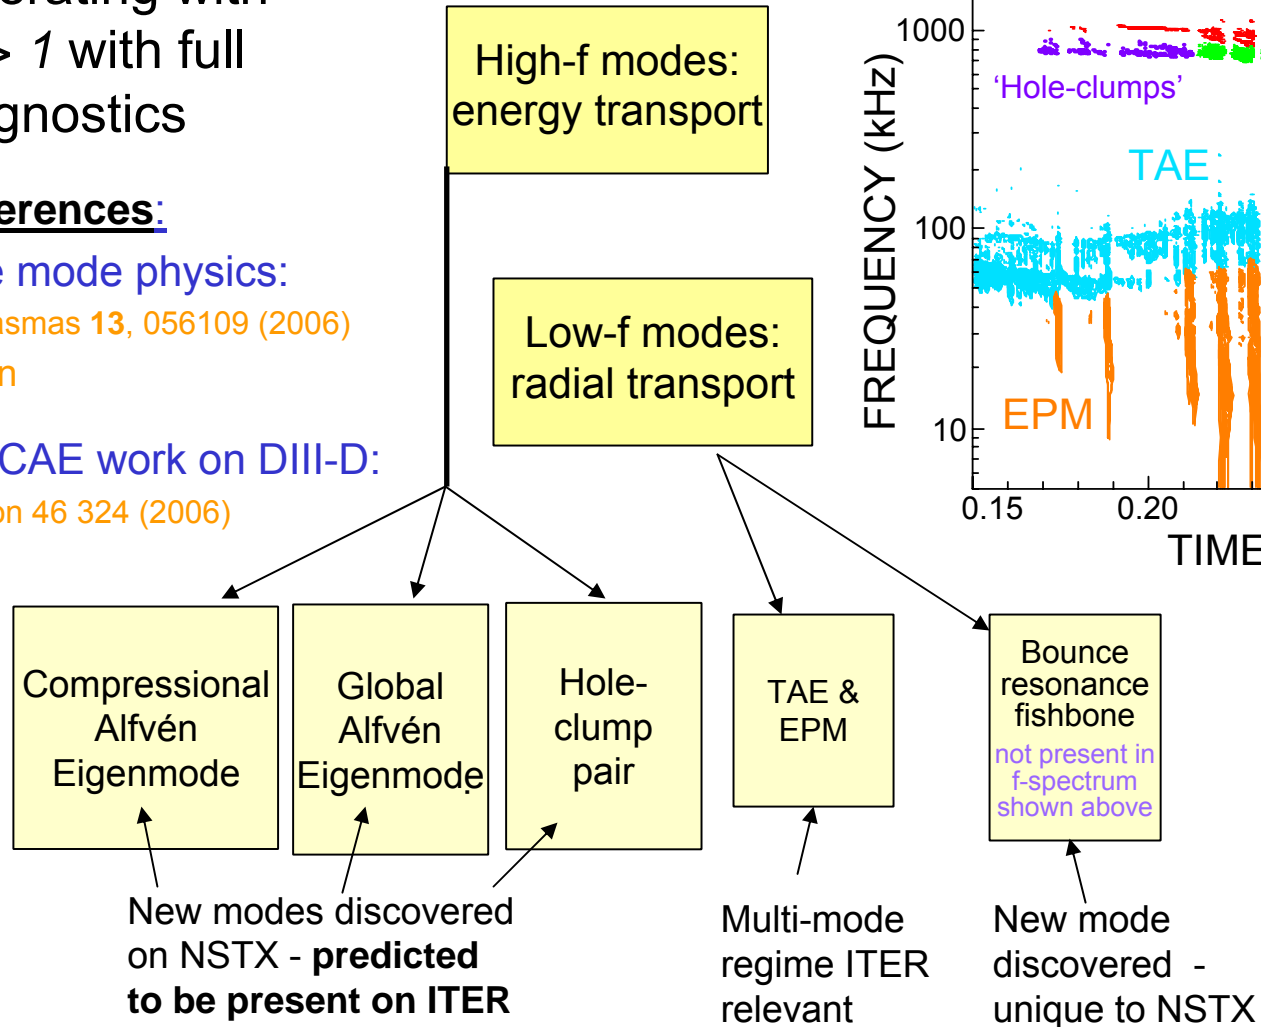 erating with
> 1 with full
gnostics
ferences:
e mode physics:
asmas 13, 056109 (2006)
n
CAE work on DIII-D:
on 46 324 (2006)
High-f modes:
energy transport
Low-f modes:
radial transport
FREQUENCY (kHz)
1000
100
10
'Hole-clumps'
TAE
EPM
0.15
0.20
TIME
Compressional
Alfvén
Eigenmode
Global
Alfvén
Eigenmode
Hole-
clump
pair
TAE &
EPM
Bounce
resonance
fishbone
not present in
f-spectrum
shown above
New modes discovered
on NSTX - predicted
to be present on ITER
Multi-mode
regime ITER
relevant
New mode
discovered -
unique to NSTX